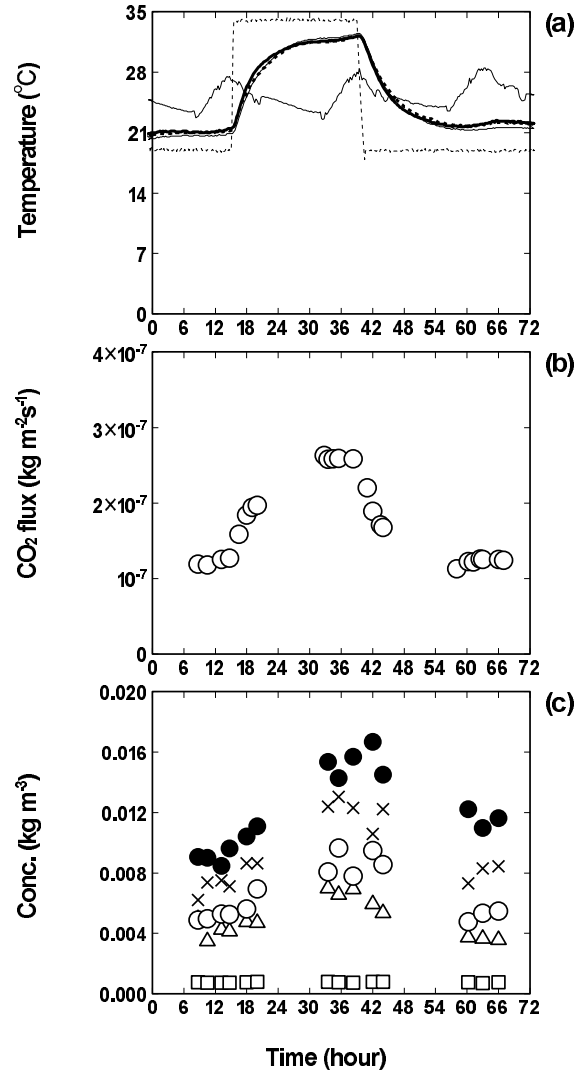 (a)
35
28
21
14
7
0
Temperature (°C)
0 6 12 18 24 30 36 42 48 54 60 66 72
(b)
4×10⁻⁷
3×10⁻⁷
2×10⁻⁷
10⁻⁷
0
CO₂ flux (kg m⁻²s⁻¹)
0 6 12 18 24 30 36 42 48 54 60 66 72
(c)
0.020
0.016
0.012
0.008
0.004
0.000
Conc. (kg m⁻³)
0 6 12 18 24 30 36 42 48 54 60 66 72
Time (hour)